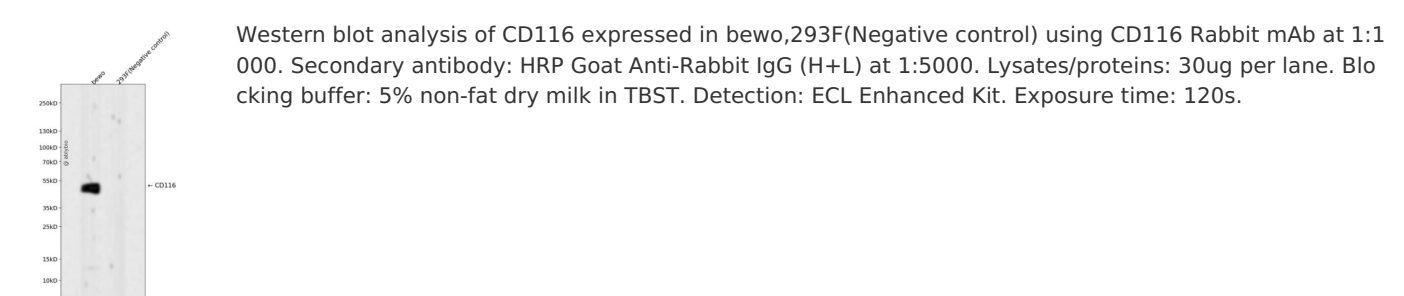 Western blot analysis of CD116 expressed in bewo,293F(Negative control) using CD116 Rabbit mAb at 1:1
000. Secondary antibody: HRP Goat Anti-Rabbit IgG (H+L) at 1:5000. Lysates/proteins: 30ug per lane. Blo
cking buffer: 5% non-fat dry milk in TBST. Detection: ECL Enhanced Kit. Exposure time: 120s.
bewo
293F(Negative control)
250kD
130kD
100kD
70kD
55kD
← CD116
35kD
25kD
15kD
10kD